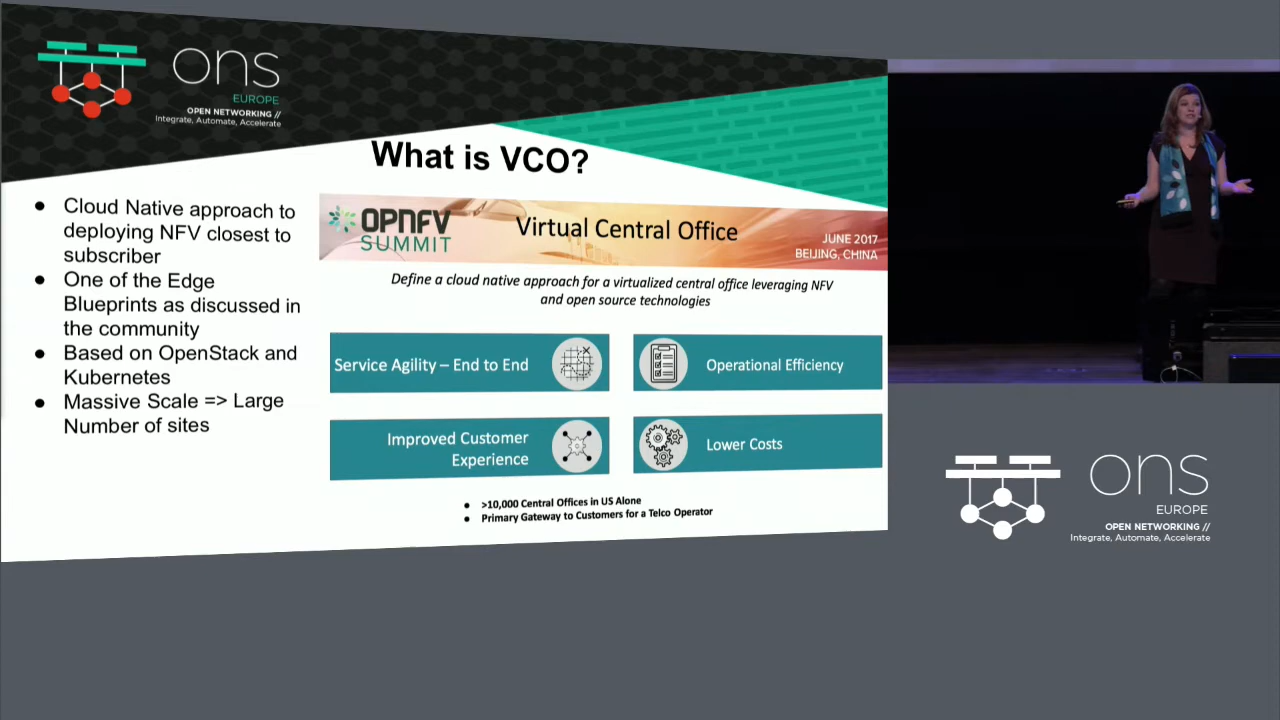 ons
EUROPE
OPEN NETWORKING //
Integrate, Automate, Accelerate
What is VCO?
● Cloud Native approach to
deploying NFV closest to
subscriber
● One of the Edge
Blueprints as discussed in
the community
● Based on OpenStack and
Kubernetes
● Massive Scale => Large
Number of sites
OPNFV
SUMMIT
Virtual Central Office
JUNE 2017
BEIJING, CHINA
Define a cloud native approach for a virtualized central office leveraging NFV
and open source technologies
Service Agility – End to End
Operational Efficiency
Improved Customer
Experience
Lower Costs
● >10,000 Central Offices in US Alone
● Primary Gateway to Customers for a Telco Operator
ons
EUROPE
OPEN NETWORKING //
Integrate, Automate, Accelerate